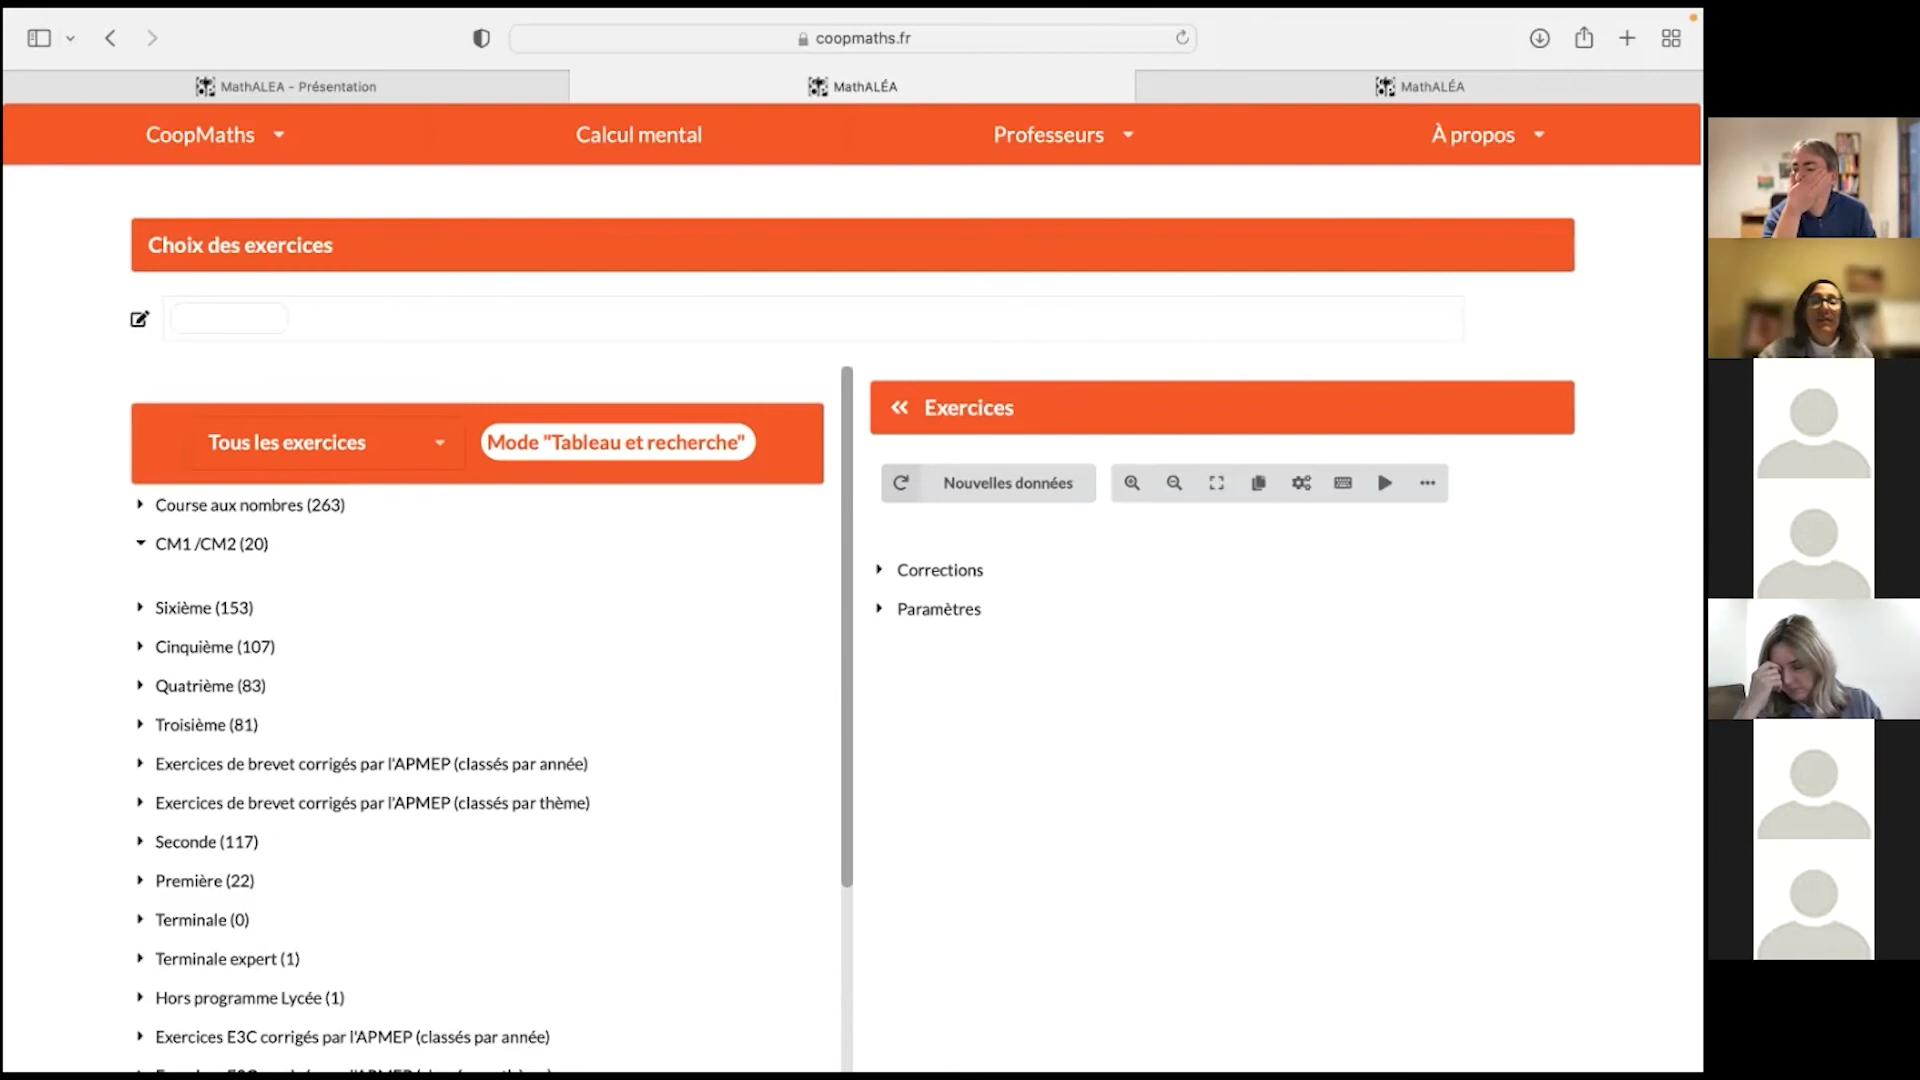 coopmaths.fr
MathALEA - Présentation
MathALÉA
MathALÉA
CoopMaths
Calcul mental
Professeurs
À propos
Choix des exercices
Tous les exercices
Mode "Tableau et recherche"
Course aux nombres (263)
CM1 /CM2 (20)
Sixième (153)
Cinquième (107)
Quatrième (83)
Troisième (81)
Exercices de brevet corrigés par l'APMEP (classés par année)
Exercices de brevet corrigés par l'APMEP (classés par thème)
Seconde (117)
Première (22)
Terminale (0)
Terminale expert (1)
Hors programme Lycée (1)
Exercices E3C corrigés par l'APMEP (classés par année)
Exercices
Nouvelles données
Corrections
Paramètres